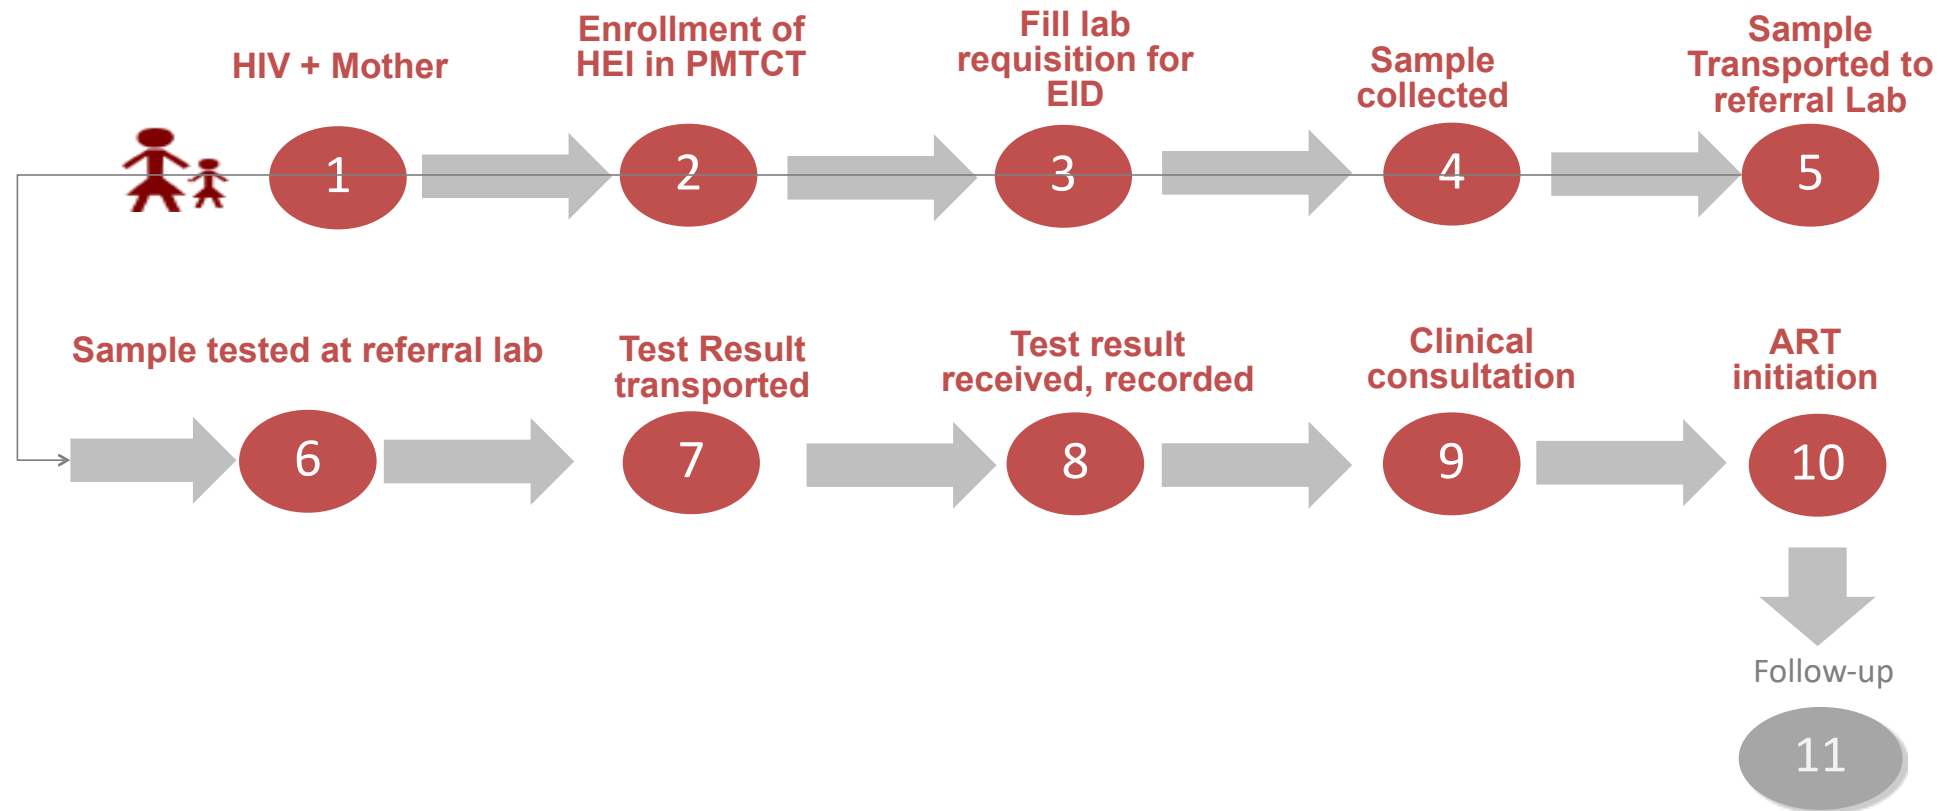 HIV + Mother
1
Enrollment of
HEI in PMTCT
2
Fill lab
requisition for
EID
3
Sample
collected
4
Sample
Transported to
referral Lab
5
Sample tested at referral lab
6
Test Result
transported
7
Test result
received, recorded
8
Clinical
consultation
9
ART
initiation
10
Follow-up
11